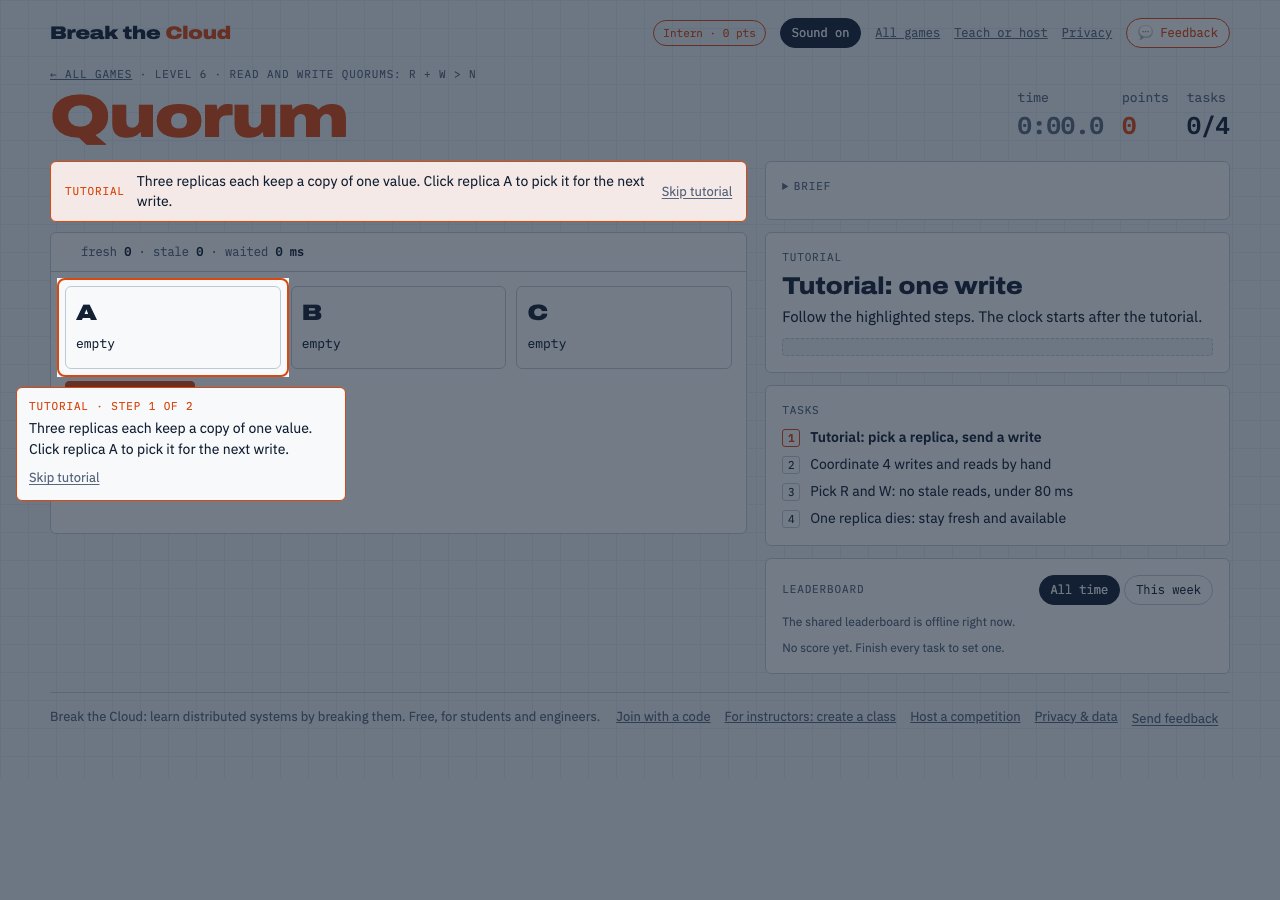 Break the Cloud
Intern · 0 pts
Sound on
All games
Teach or host
Privacy
💬 Feedback
← ALL GAMES · LEVEL 6 · READ AND WRITE QUORUMS: R + W > N
Quorum
time
0:00.0
points
0
tasks
0/4
TUTORIAL
Three replicas each keep a copy of one value. Click replica A to pick it for the next
write.
Skip tutorial
fresh 0 · stale 0 · waited 0 ms
A
empty
B
empty
C
empty
TUTORIAL · STEP 1 OF 2
Three replicas each keep a copy of one value.
Click replica A to pick it for the next write.
Skip tutorial
▶ BRIEF
TUTORIAL
Tutorial: one write
Follow the highlighted steps. The clock starts after the tutorial.
TASKS
1 Tutorial: pick a replica, send a write
2 Coordinate 4 writes and reads by hand
3 Pick R and W: no stale reads, under 80 ms
4 One replica dies: stay fresh and available
LEADERBOARD
All time
This week
The shared leaderboard is offline right now.
No score yet. Finish every task to set one.
Break the Cloud: learn distributed systems by breaking them. Free, for students and engineers.
Join with a code
For instructors: create a class
Host a competition
Privacy & data
Send feedback